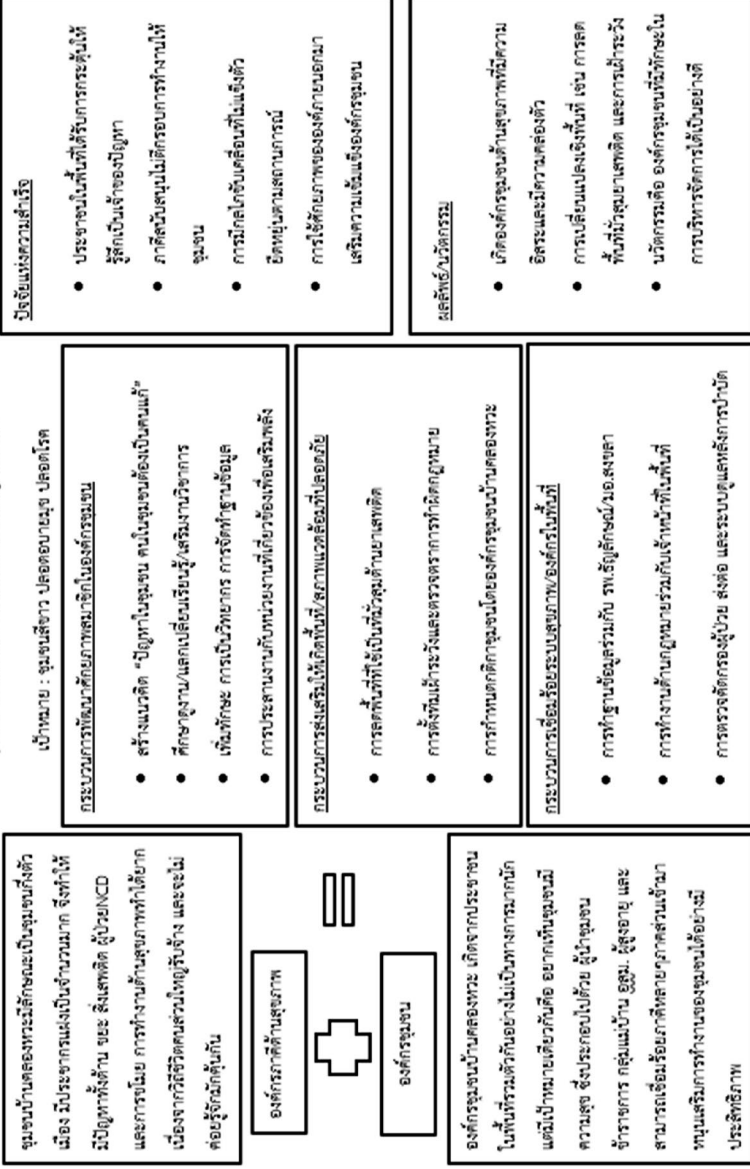 ชุมชนบ้านคลองหวะมีลักษณะเป็นชุมชนกึ่งตัว
เมือง มีประชากรแฝงเป็นจำนวนมาก จึงทำให้
มีปัญหาทั้งด้าน ขยะ สิ่งเสพติด ผู้ป่วยNCD
และการขโมย การทำงานด้านสุขภาพทำได้ยาก
เนื่องจากวิถีชีวิตคนส่วนใหญ่รับจ้าง และจะไม่
ค่อยรู้จักมักคุ้นกัน
องค์กรภาคีด้านสุขภาพ
องค์กรชุมชน
องค์กรชุมชนบ้านคลองหวะ เกิดจากประชาชน
ในพื้นที่รวมตัวกันอย่างไม่เป็นทางการมากนัก
แต่มีเป้าหมายเดียวกันคือ อยากเห็นชุมชนมี
ความสุข ซึ่งประกอบไปด้วย ผู้นำชุมชน
ข้าราชการ กลุ่มแม่บ้าน อสม. ผู้สูงอายุ และ
สามารถเชื่อมร้อยภาคีหลายๆภาคส่วนเข้ามา
หนุนเสริมการทำงานของชุมชนได้อย่างมี
ประสิทธิภาพ
เป้าหมาย : ชุมชนสีขาว ปลอดอบายมุข ปลอดโรค
กระบวนการพัฒนาศักยภาพสมาชิกในองค์กรชุมชน
● สร้างแนวคิด “ปัญหาในชุมชน คนในชุมชนต้องเป็นคนแก้”
● ศึกษาดูงาน/แลกเปลี่ยนเรียนรู้/เสริมงานวิชาการ
● เพิ่มทักษะ การเป็นวิทยากร การจัดทำฐานข้อมูล
● การประสานงานกับหน่วยงานที่เกี่ยวข้องเพื่อเสริมพลัง
กระบวนการส่งเสริมให้เกิดพื้นที่/สภาพแวดล้อมที่ปลอดภัย
● การลดพื้นที่ที่ใช้เป็นที่มั่วสุมด้านยาเสพติด
● การตั้งทีมเฝ้าระวังและตรวจตราการทำผิดกฎหมาย
● การกำหนดกติกาชุมชนโดยองค์กรชุมชนบ้านคลองหวะ
กระบวนการเชื่อมร้อยระบบสุขภาพ/องค์กรในพื้นที่
● การทำฐานข้อมูลร่วมกับ รพ.ธัญลักษณ์/มอ.สงขลา
● การทำงานด้านกฎหมายร่วมกับเจ้าหน้าที่ในพื้นที่
● การตรวจคัดกรองผู้ป่วย ส่งต่อ และระบบดูแลหลังการบำบัด
ปัจจัยแห่งความสำเร็จ
● ประชาชนในพื้นที่ได้รับการกระตุ้นให้
รู้สึกเป็นเจ้าของปัญหา
● ภาคีสนับสนุนไม่ตีกรอบการทำงานให้
ชุมชน
● การมีกลไกขับเคลื่อนที่ไม่แข็งตัว
ยืดหยุ่นตามสถานการณ์
● การใช้ศักยภาพขององค์ภายนอกมา
เสริมความเข้มแข็งองค์กรชุมชน
ผลลัพธ์/นวัตกรรม
● เกิดองค์กรชุมชนด้านสุขภาพที่มีความ
อิสระและมีความคล่องตัว
● การเปลี่ยนแปลงเชิงพื้นที่ เช่น การลด
พื้นที่มั่วสุมยาเสพติด และการเฝ้าระวัง
● นวัตกรรมคือ องค์กรชุมชนที่มีทักษะใน
การบริหารจัดการได้เป็นอย่างดี